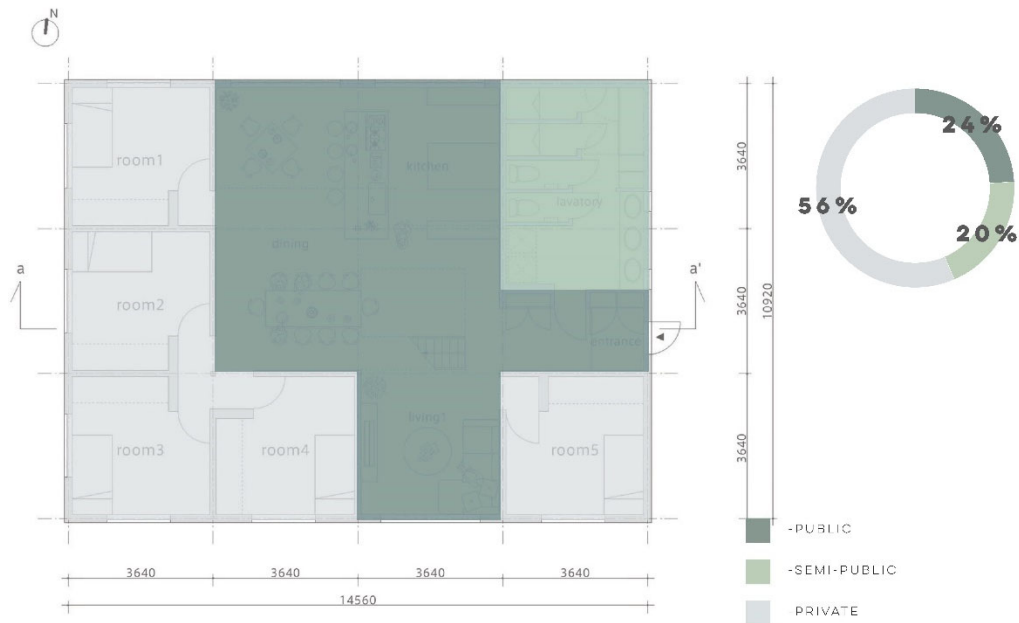 N
room1
kitchen
lavatory
dining
room2
entrance
room3
room4
living1
room5
a
a'
3640
3640
3640
10920
3640
3640
3640
3640
14560
24%
56%
20%
-PUBLIC
-SEMI-PUBLIC
-PRIVATE